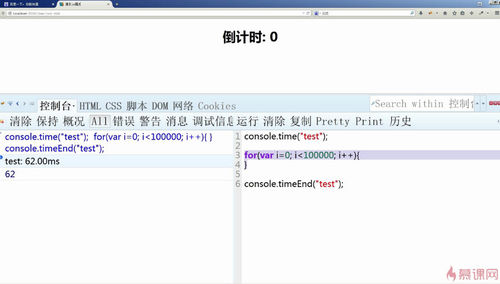 倒计时: 0
控制台 HTML CSS 脚本 DOM 网络 Cookies
Search within 控制台
清除 保持 概况 All 错误 警告 消息 调试信息
运行 清除 复制 Pretty Print 历史
console.time("test");  for(var i=0; i<100000; i++){ }
console.timeEnd("test");
test: 62.00ms
62
1 console.time("test");
2
3 for(var i=0; i<100000; i++){
4 }
5
6 console.timeEnd("test");
慕课网